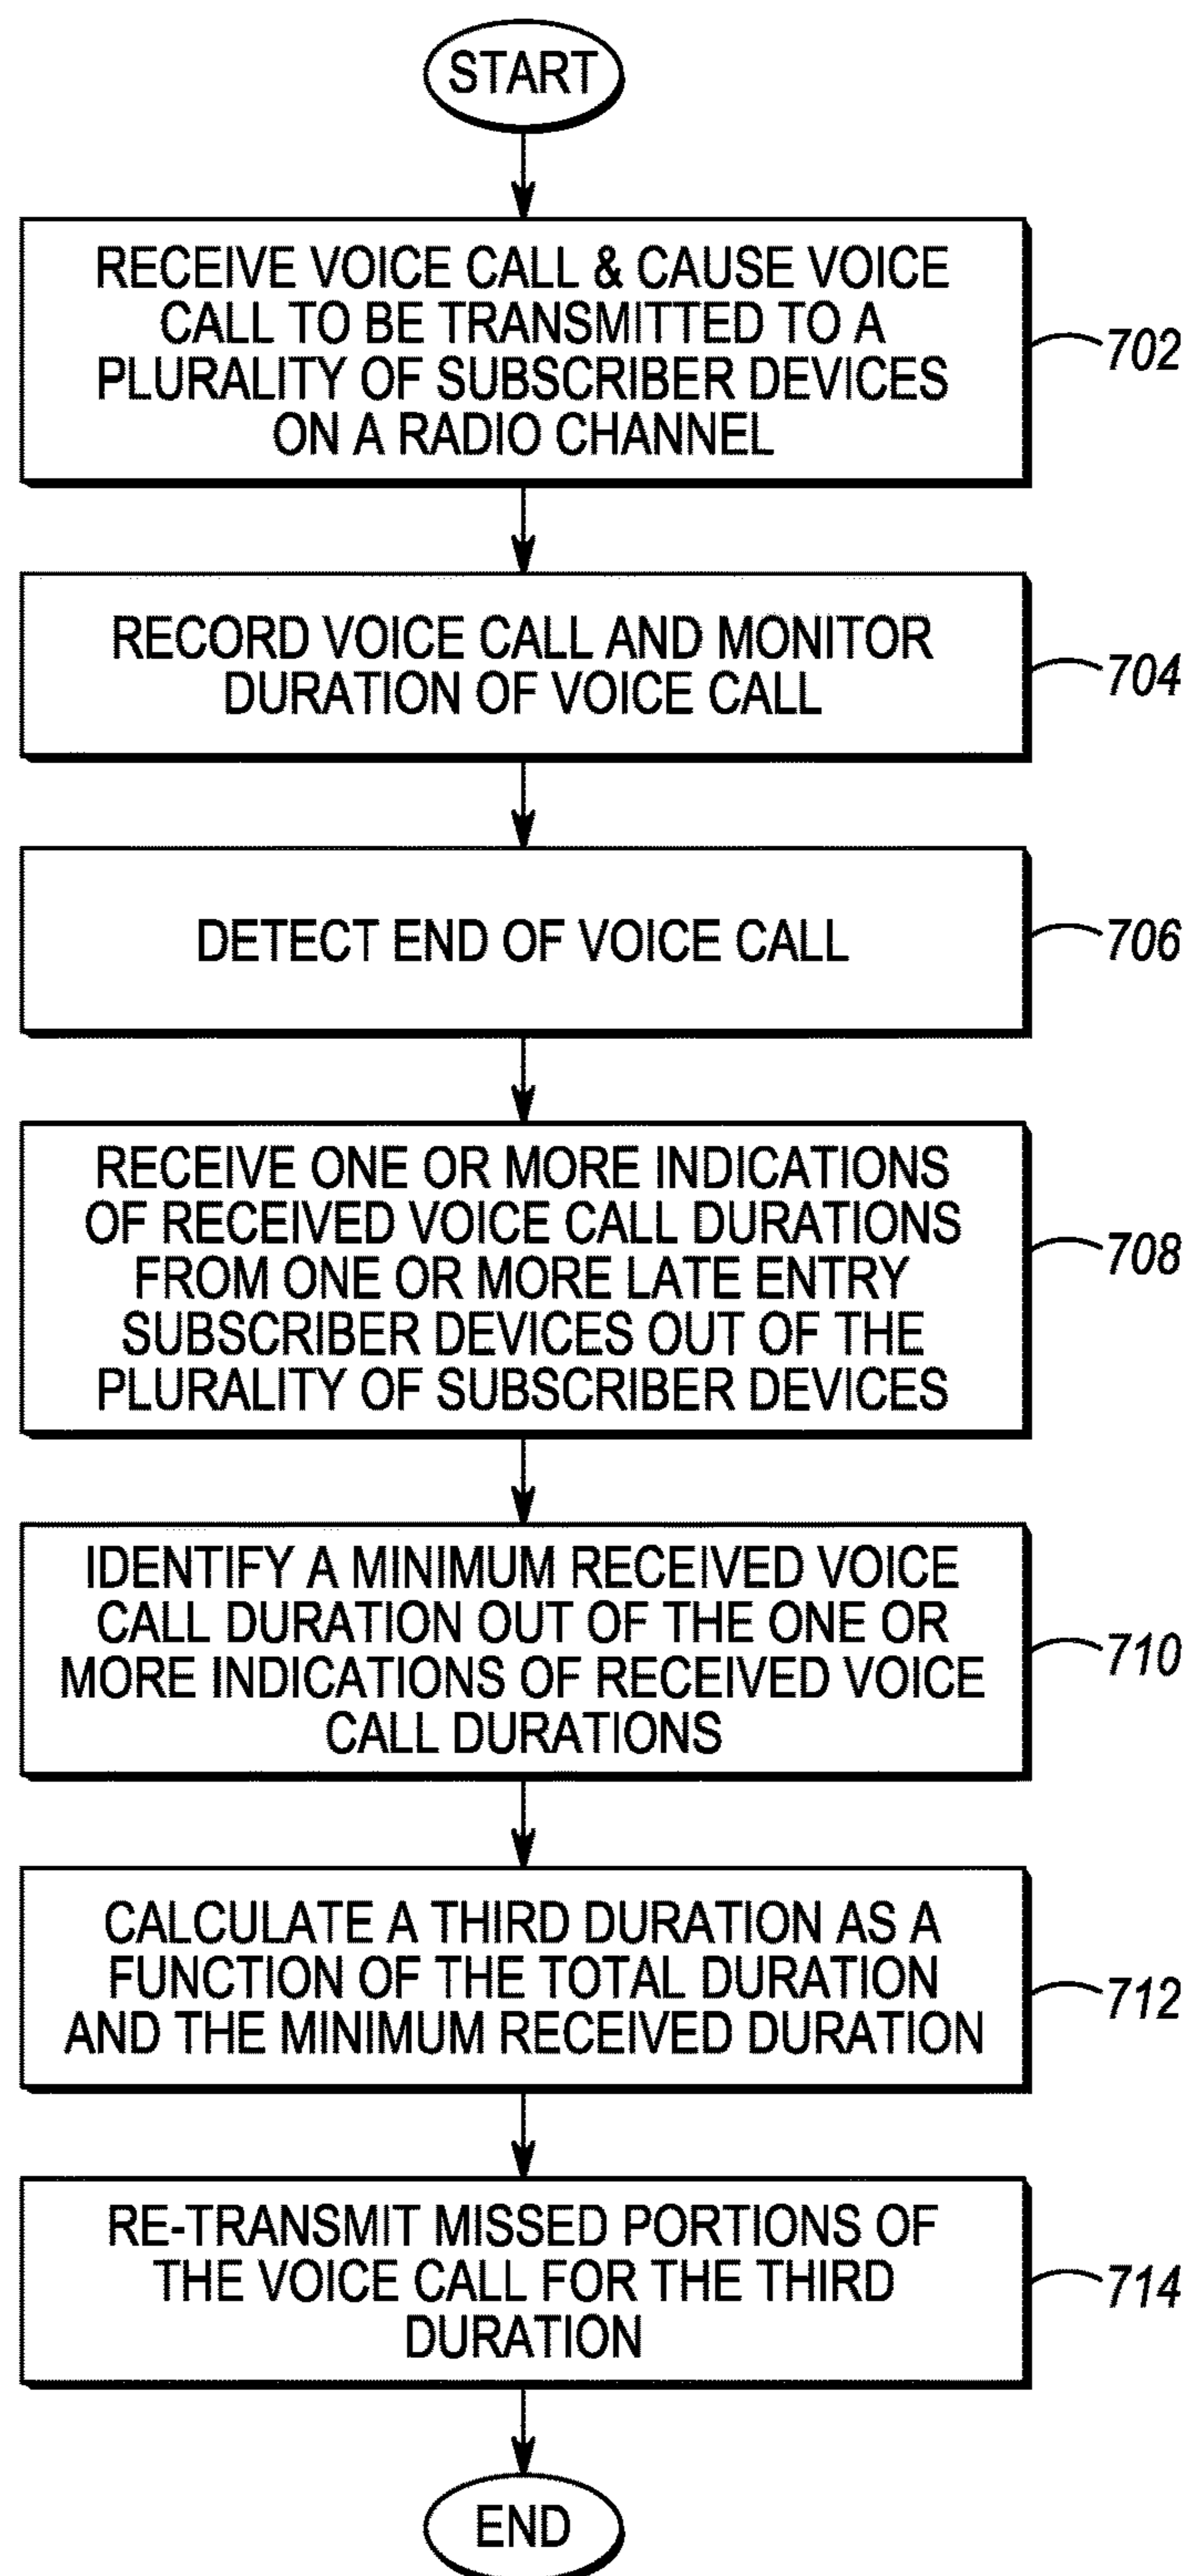 START
RECEIVE VOICE CALL & CAUSE VOICE
CALL TO BE TRANSMITTED TO A
PLURALITY OF SUBSCRIBER DEVICES
ON A RADIO CHANNEL
702
RECORD VOICE CALL AND MONITOR
DURATION OF VOICE CALL
704
DETECT END OF VOICE CALL
706
RECEIVE ONE OR MORE INDICATIONS
OF RECEIVED VOICE CALL DURATIONS
FROM ONE OR MORE LATE ENTRY
SUBSCRIBER DEVICES OUT OF THE
PLURALITY OF SUBSCRIBER DEVICES
708
IDENTIFY A MINIMUM RECEIVED VOICE
CALL DURATION OUT OF THE ONE OR
MORE INDICATIONS OF RECEIVED VOICE
CALL DURATIONS
710
CALCULATE A THIRD DURATION AS A
FUNCTION OF THE TOTAL DURATION
AND THE MINIMUM RECEIVED DURATION
712
RE-TRANSMIT MISSED PORTIONS OF
THE VOICE CALL FOR THE THIRD
DURATION
714
END